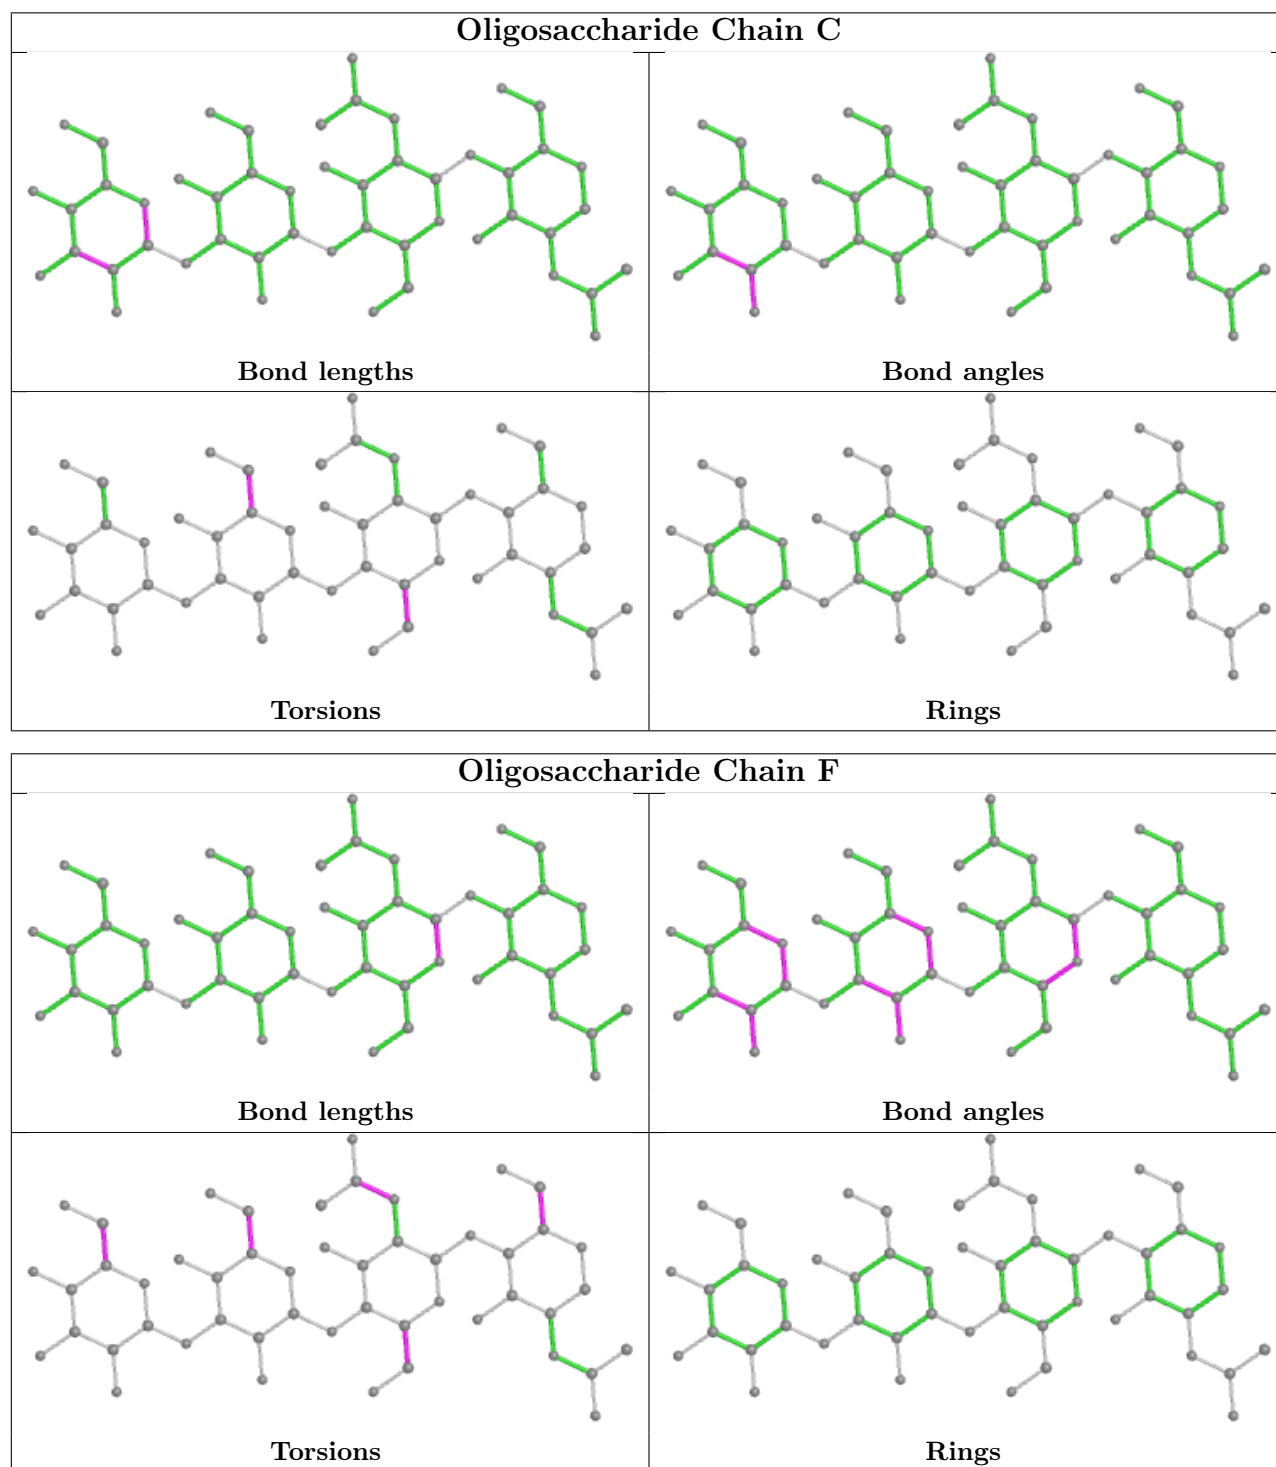 Oligosaccharide Chain C
Bond lengths
Bond angles
Torsions
Rings
Oligosaccharide Chain F
Bond lengths
Bond angles
Torsions
Rings